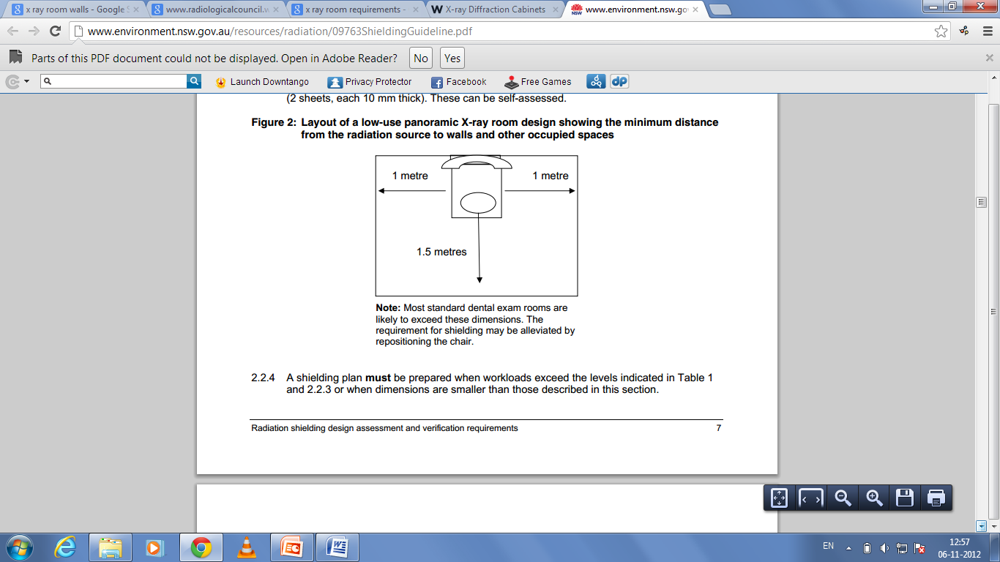 x ray room walls - Google S
www.radiologicalcouncil.w
x ray room requirements -
X-ray Diffraction Cabinets
www.environment.nsw.go
www.environment.nsw.gov.au/resources/radiation/09763ShieldingGuideline.pdf
Parts of this PDF document could not be displayed. Open in Adobe Reader? No Yes
Launch Downtango Privacy Protector Facebook Free Games dp
(2 sheets, each 10 mm thick). These can be self-assessed.
Figure 2: Layout of a low-use panoramic X-ray room design showing the minimum distance
from the radiation source to walls and other occupied spaces
1 metre 1 metre
1.5 metres
Note: Most standard dental exam rooms are
likely to exceed these dimensions. The
requirement for shielding may be alleviated by
repositioning the chair.
2.2.4 A shielding plan must be prepared when workloads exceed the levels indicated in Table 1
and 2.2.3 or when dimensions are smaller than those described in this section.
Radiation shielding design assessment and verification requirements 7
EN
12:57
06-11-2012